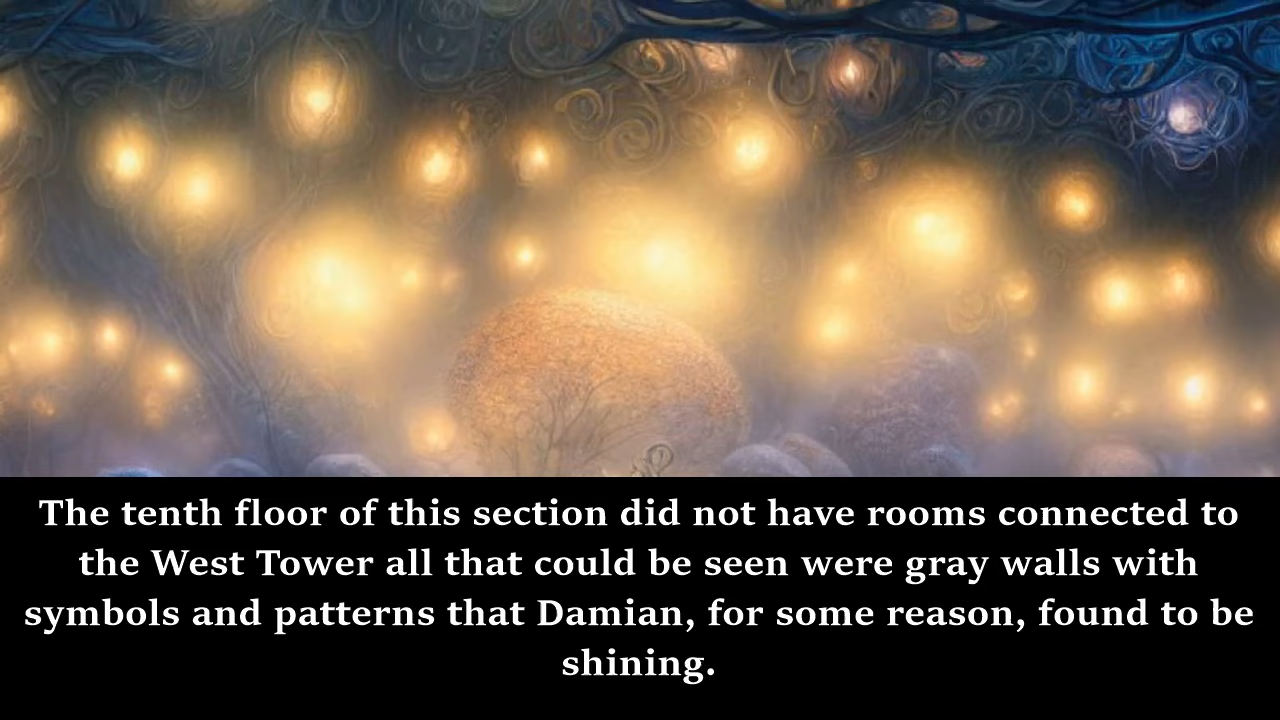 The tenth floor of this section did not have rooms connected to
the West Tower all that could be seen were gray walls with
symbols and patterns that Damian, for some reason, found to be
shining.